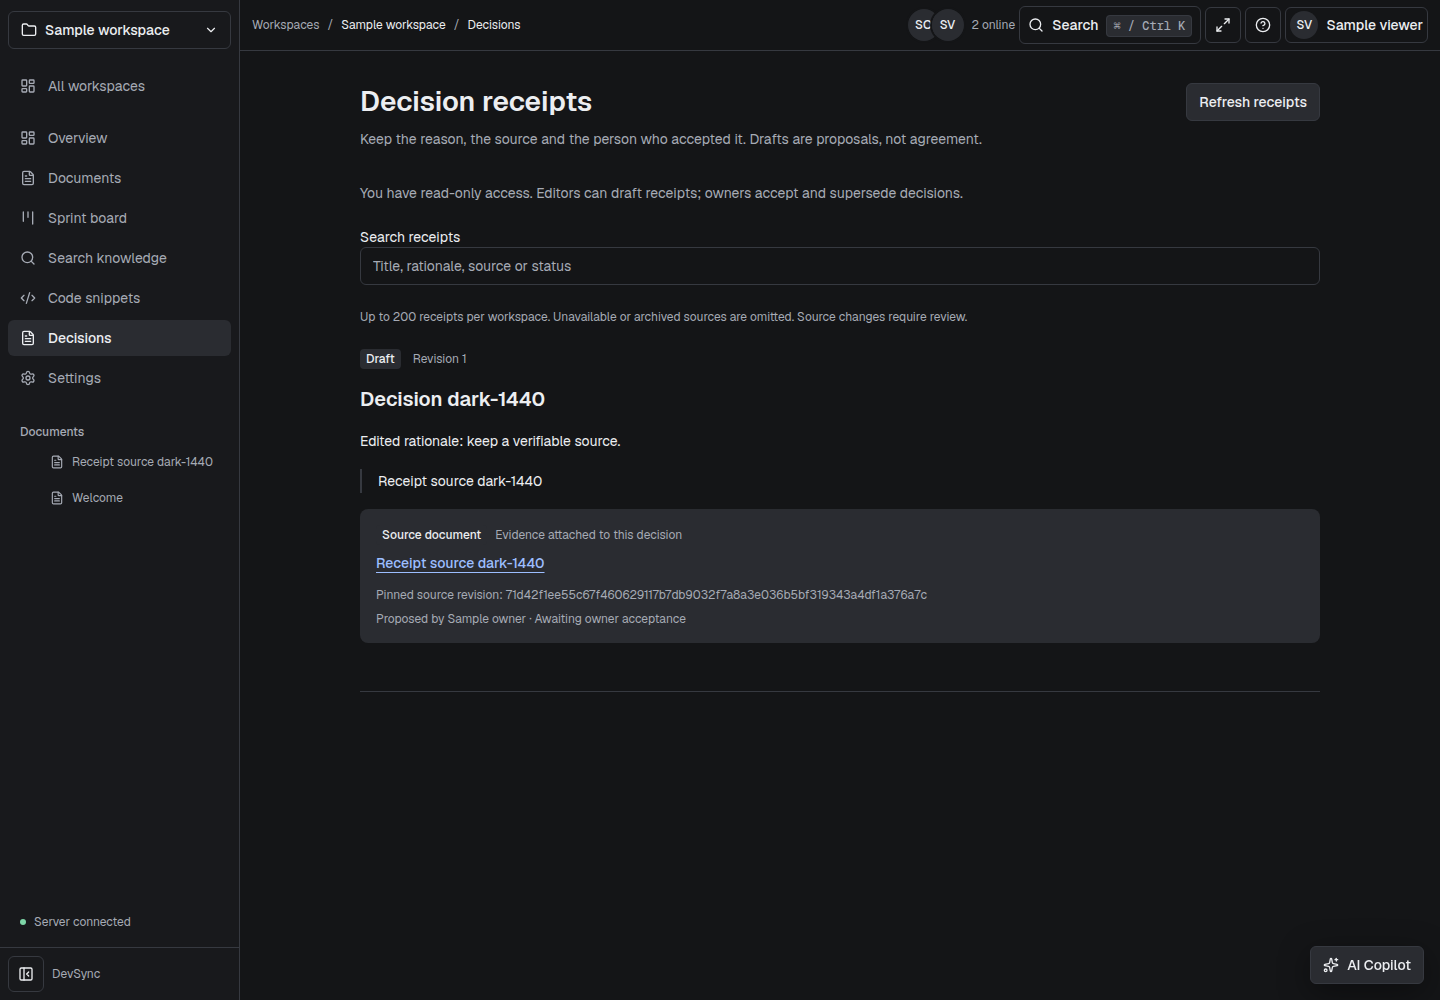 Sample workspace
Workspaces / Sample workspace / Decisions
SO SV 2 online
Search ⌘ / Ctrl K
SV Sample viewer
All workspaces
Overview
Documents
Sprint board
Search knowledge
Code snippets
Decisions
Settings
Documents
Receipt source dark-1440
Welcome
Server connected
DevSync
Decision receipts
Refresh receipts
Keep the reason, the source and the person who accepted it. Drafts are proposals, not agreement.
You have read-only access. Editors can draft receipts; owners accept and supersede decisions.
Search receipts
Title, rationale, source or status
Up to 200 receipts per workspace. Unavailable or archived sources are omitted. Source changes require review.
Draft Revision 1
Decision dark-1440
Edited rationale: keep a verifiable source.
Receipt source dark-1440
Source document Evidence attached to this decision
Receipt source dark-1440
Pinned source revision: 71d42f1ee55c67f460629117b7db9032f7a8a3e036b5bf319343a4df1a376a7c
Proposed by Sample owner · Awaiting owner acceptance
AI Copilot